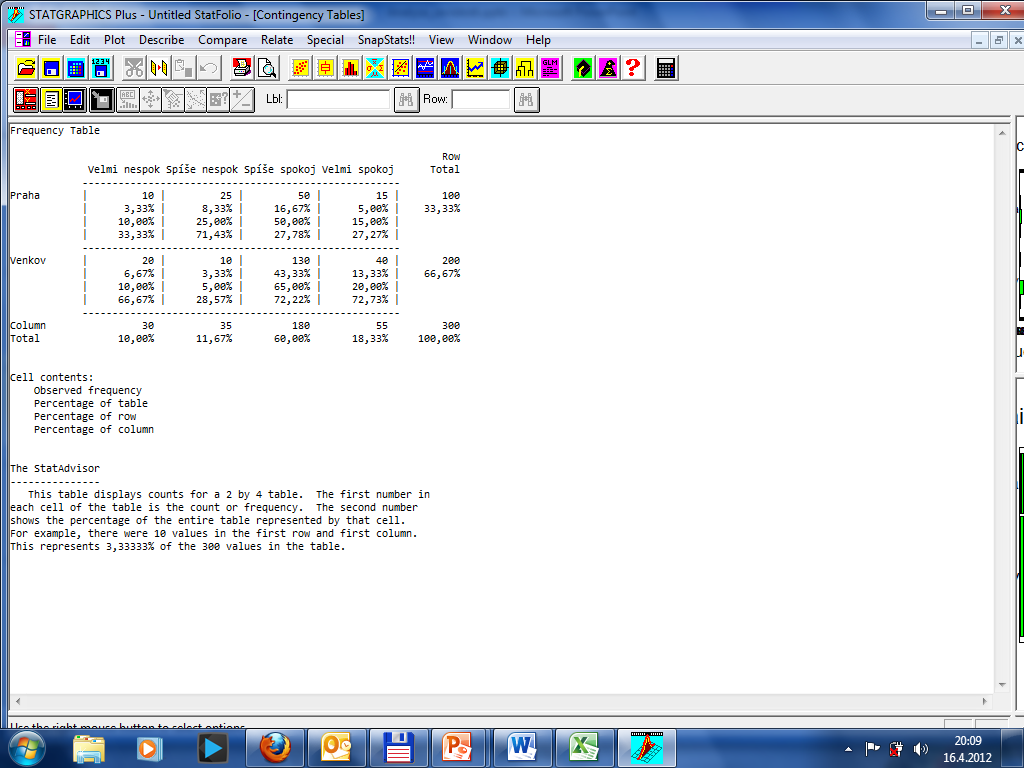 STATGRAPHICS Plus - Untitled StatFolio - [Contingency Tables]
File Edit Plot Describe Compare Relate Special SnapStats!! View Window Help
1234
GLM
ABC
Lbl: Row:
Frequency Table
Row
Velmi nespok Spíše nespok Spíše spokoj Velmi spokoj Total
------------------------------------------------------
Praha | 10 | 25 | 50 | 15 | 100
| 3,33% | 8,33% | 16,67% | 5,00% | 33,33%
| 10,00% | 25,00% | 50,00% | 15,00% |
| 33,33% | 71,43% | 27,78% | 27,27% |
------------------------------------------------------
Venkov | 20 | 10 | 130 | 40 | 200
| 6,67% | 3,33% | 43,33% | 13,33% | 66,67%
| 10,00% | 5,00% | 65,00% | 20,00% |
| 66,67% | 28,57% | 72,22% | 72,73% |
------------------------------------------------------
Column 30 35 180 55 300
Total 10,00% 11,67% 60,00% 18,33% 100,00%
Cell contents:
Observed frequency
Percentage of table
Percentage of row
Percentage of column
The StatAdvisor
---------------
This table displays counts for a 2 by 4 table. The first number in
each cell of the table is the count or frequency. The second number
shows the percentage of the entire table represented by that cell.
For example, there were 10 values in the first row and first column.
This represents 3,33333% of the 300 values in the table.
Use the right mouse button to select options
20:09
16.4.2012